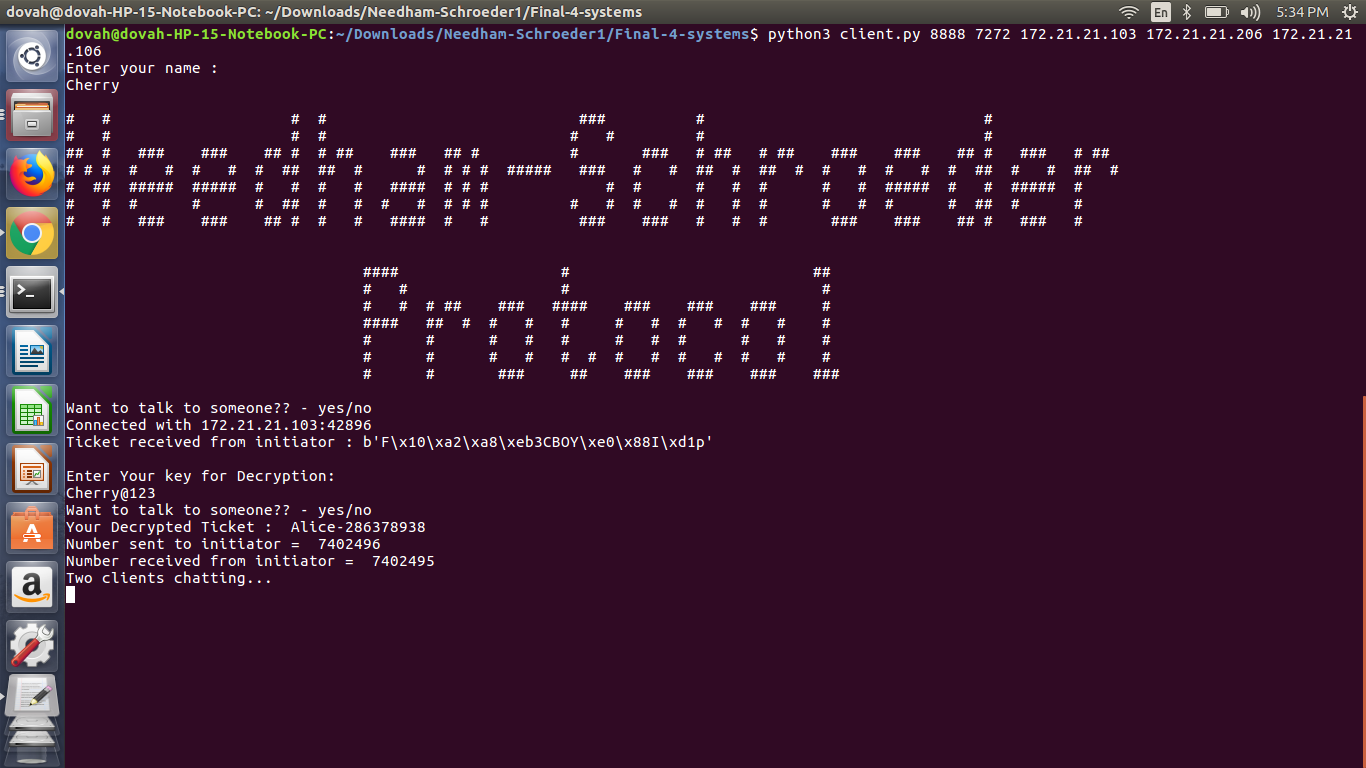 dovah@dovah-HP-15-Notebook-PC: ~/Downloads/Needham-Schroeder1/Final-4-systems
En
5:34 PM
dovah@dovah-HP-15-Notebook-PC:~/Downloads/Needham-Schroeder1/Final-4-systems$ python3 client.py 8888 7272 172.21.21.103 172.21.21.206 172.21.21
.106
Enter your name :
Cherry
Needham-Schroeder
Protocol
Want to talk to someone?? - yes/no
Connected with 172.21.21.103:42896
Ticket received from initiator : b'F\x10\xa2\xa8\xeb3CBOY\xe0\x88I\xd1p'
Enter Your key for Decryption:
Cherry@123
Want to talk to someone?? - yes/no
Your Decrypted Ticket :  Alice-286378938
Number sent to initiator =  7402496
Number received from initiator =  7402495
Two clients chatting...